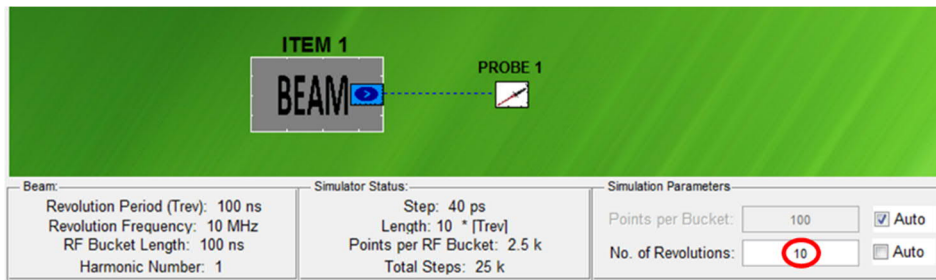 ITEM 1
BEAM
PROBE 1
Beam:
Revolution Period (Trev): 100 ns
Revolution Frequency: 10 MHz
RF Bucket Length: 100 ns
Harmonic Number: 1
Simulator Status:
Step: 40 ps
Length: 10 * [Trev]
Points per RF Bucket: 2.5 k
Total Steps: 25 k
Simulation Parameters
Points per Bucket: 100 Auto
No. of Revolutions: 10 Auto